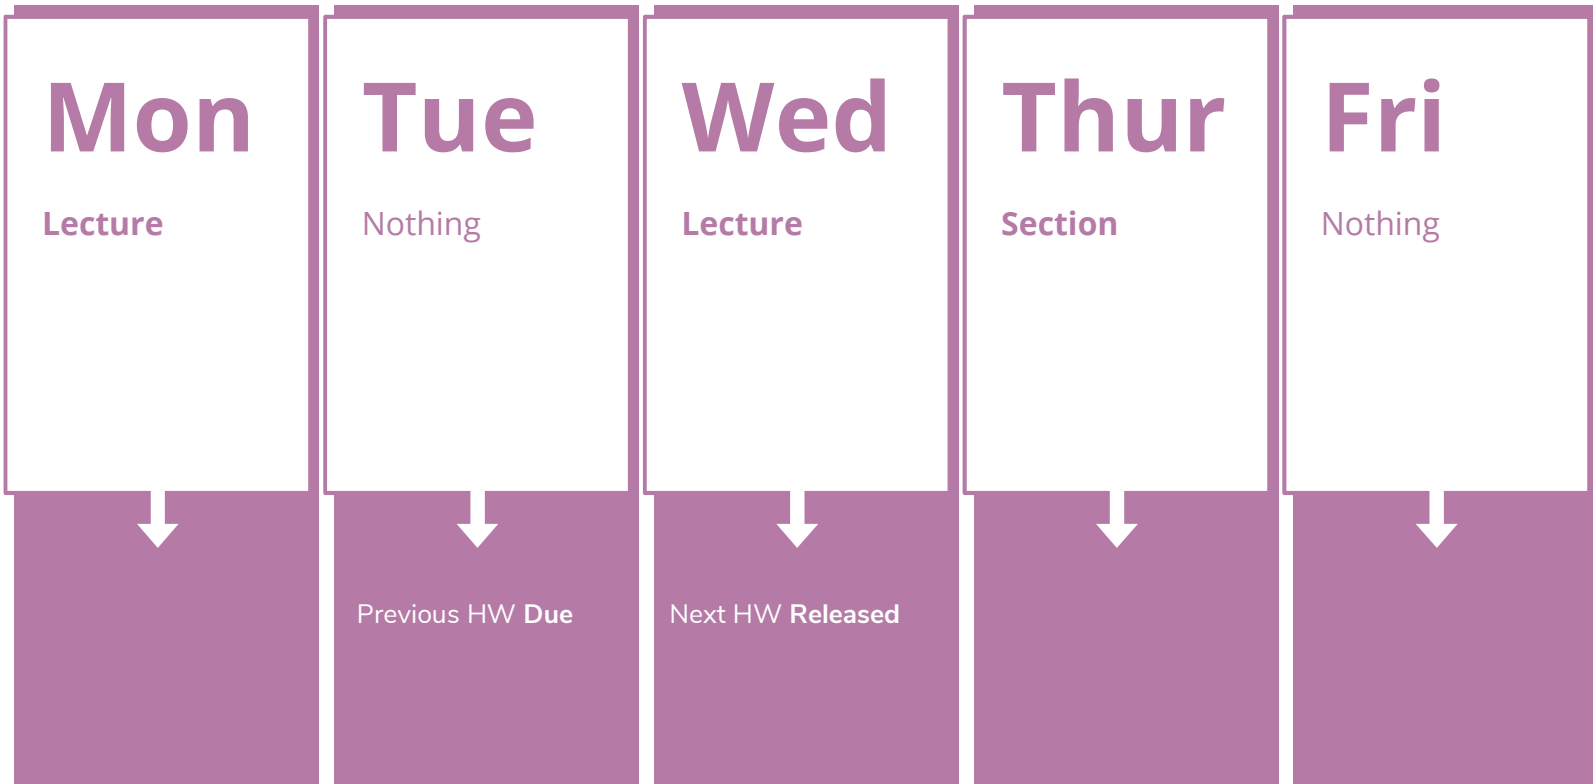 Mon
Lecture
Tue
Nothing
Previous HW Due
Wed
Lecture
Next HW Released
Thur
Section
Fri
Nothing